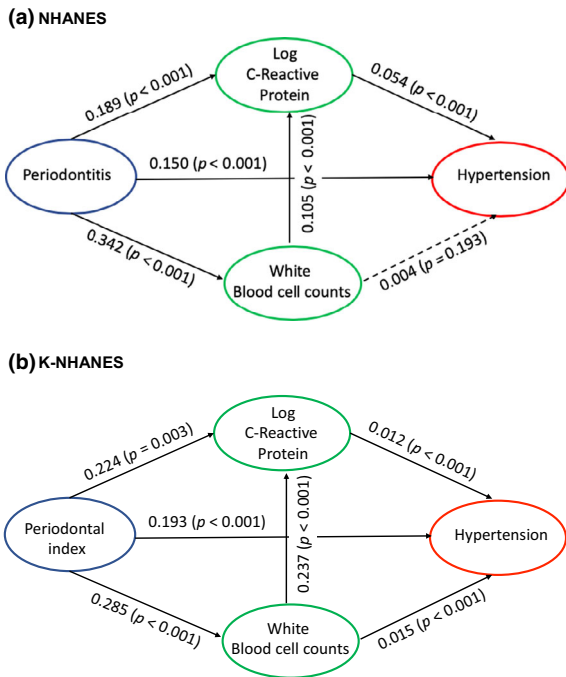 (a) NHANES
Log
C-Reactive
Protein
0.189 (p < 0.001)
0.054 (p < 0.001)
Periodontitis
0.150 (p < 0.001)
0.105 (p < 0.001)
Hypertension
0.342 (p < 0.001)
0.004 (p = 0.193)
White
Blood cell counts
(b) K-NHANES
Log
C-Reactive
Protein
0.224 (p = 0.003)
0.012 (p < 0.001)
Periodontal
index
0.193 (p < 0.001)
0.237 (p < 0.001)
Hypertension
0.285 (p < 0.001)
0.015 (p < 0.001)
White
Blood cell counts